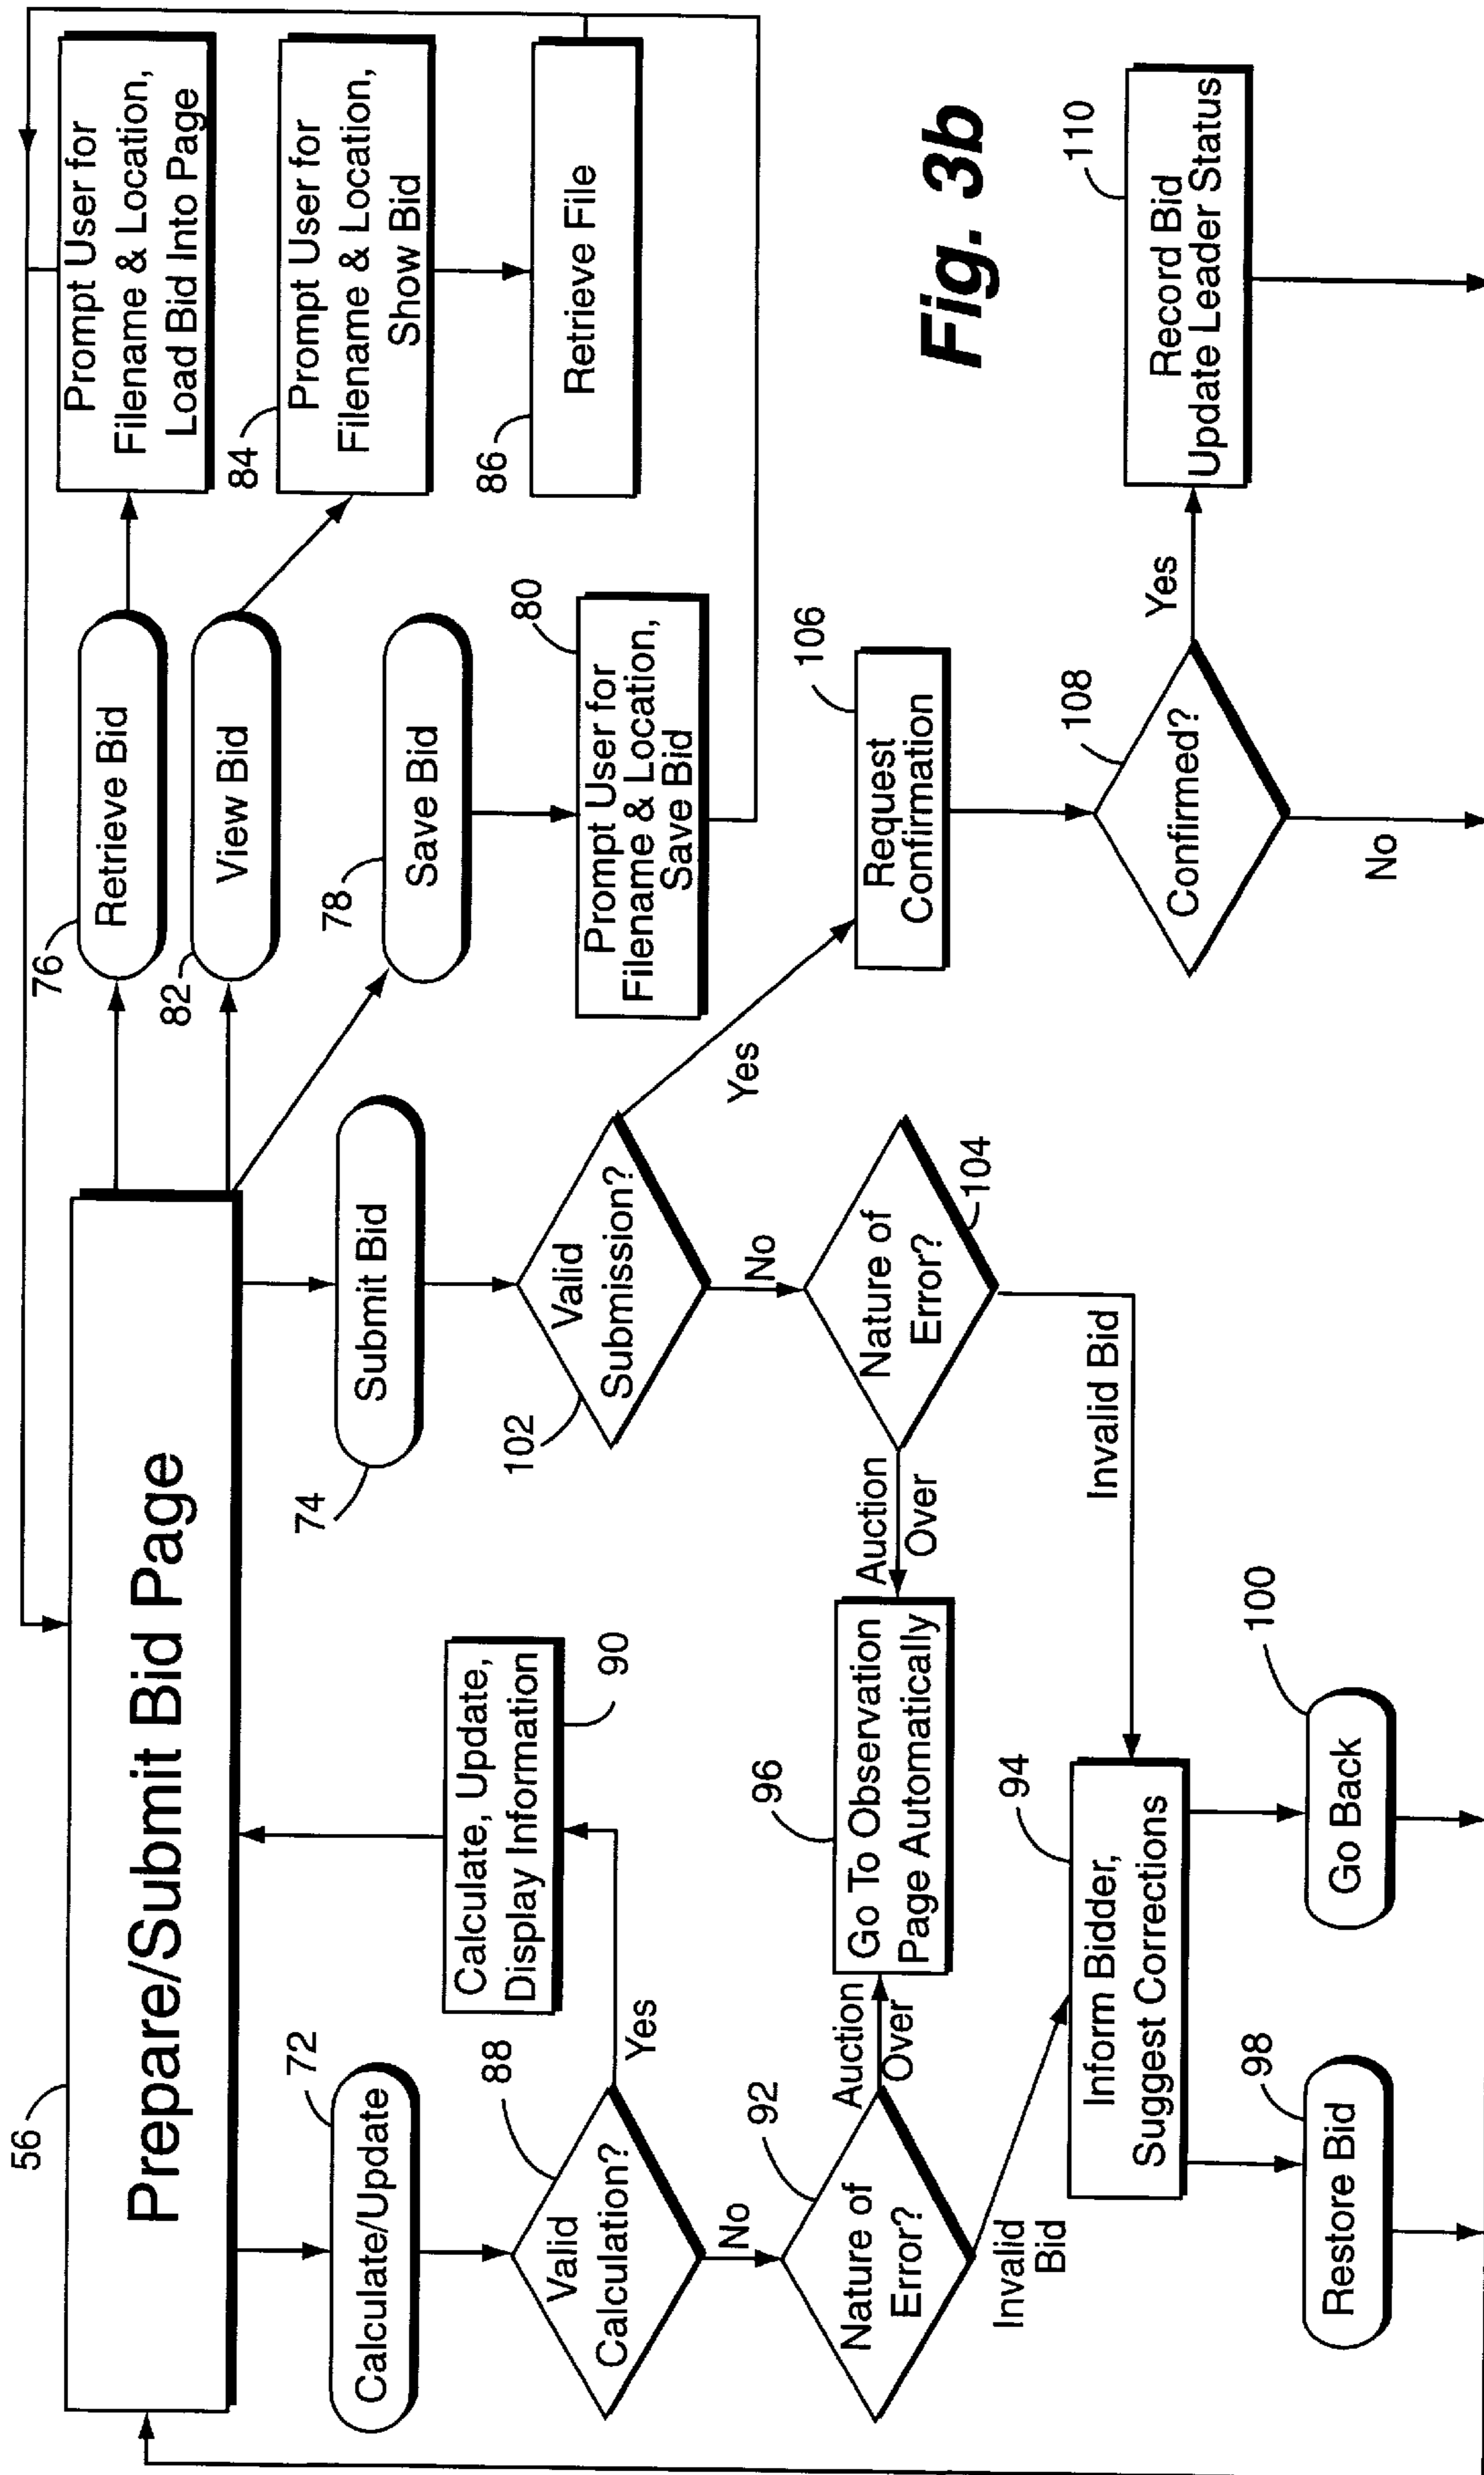 56
Prepare/Submit Bid Page
76
Retrieve Bid
Prompt User for
Filename & Location,
Load Bid Into Page
82
View Bid
84
Prompt User for
Filename & Location,
Show Bid
86
Retrieve File
78
Save Bid
80
Prompt User for
Filename & Location,
Save Bid
72
Calculate/Update
88
Valid
Calculation?
Yes
90
Calculate, Update,
Display Information
No
92
Nature of
Error?
Auction
Over
Invalid
Bid
74
Submit Bid
102
Valid
Submission?
Yes
No
104
Nature of
Error?
Auction
Over
96
Go To Observation
Page Automatically
Invalid Bid
94
Inform Bidder,
Suggest Corrections
98
Restore Bid
100
Go Back
106
Request
Confirmation
108
Confirmed?
Yes
No
110
Record Bid
Update Leader Status
Fig. 3b